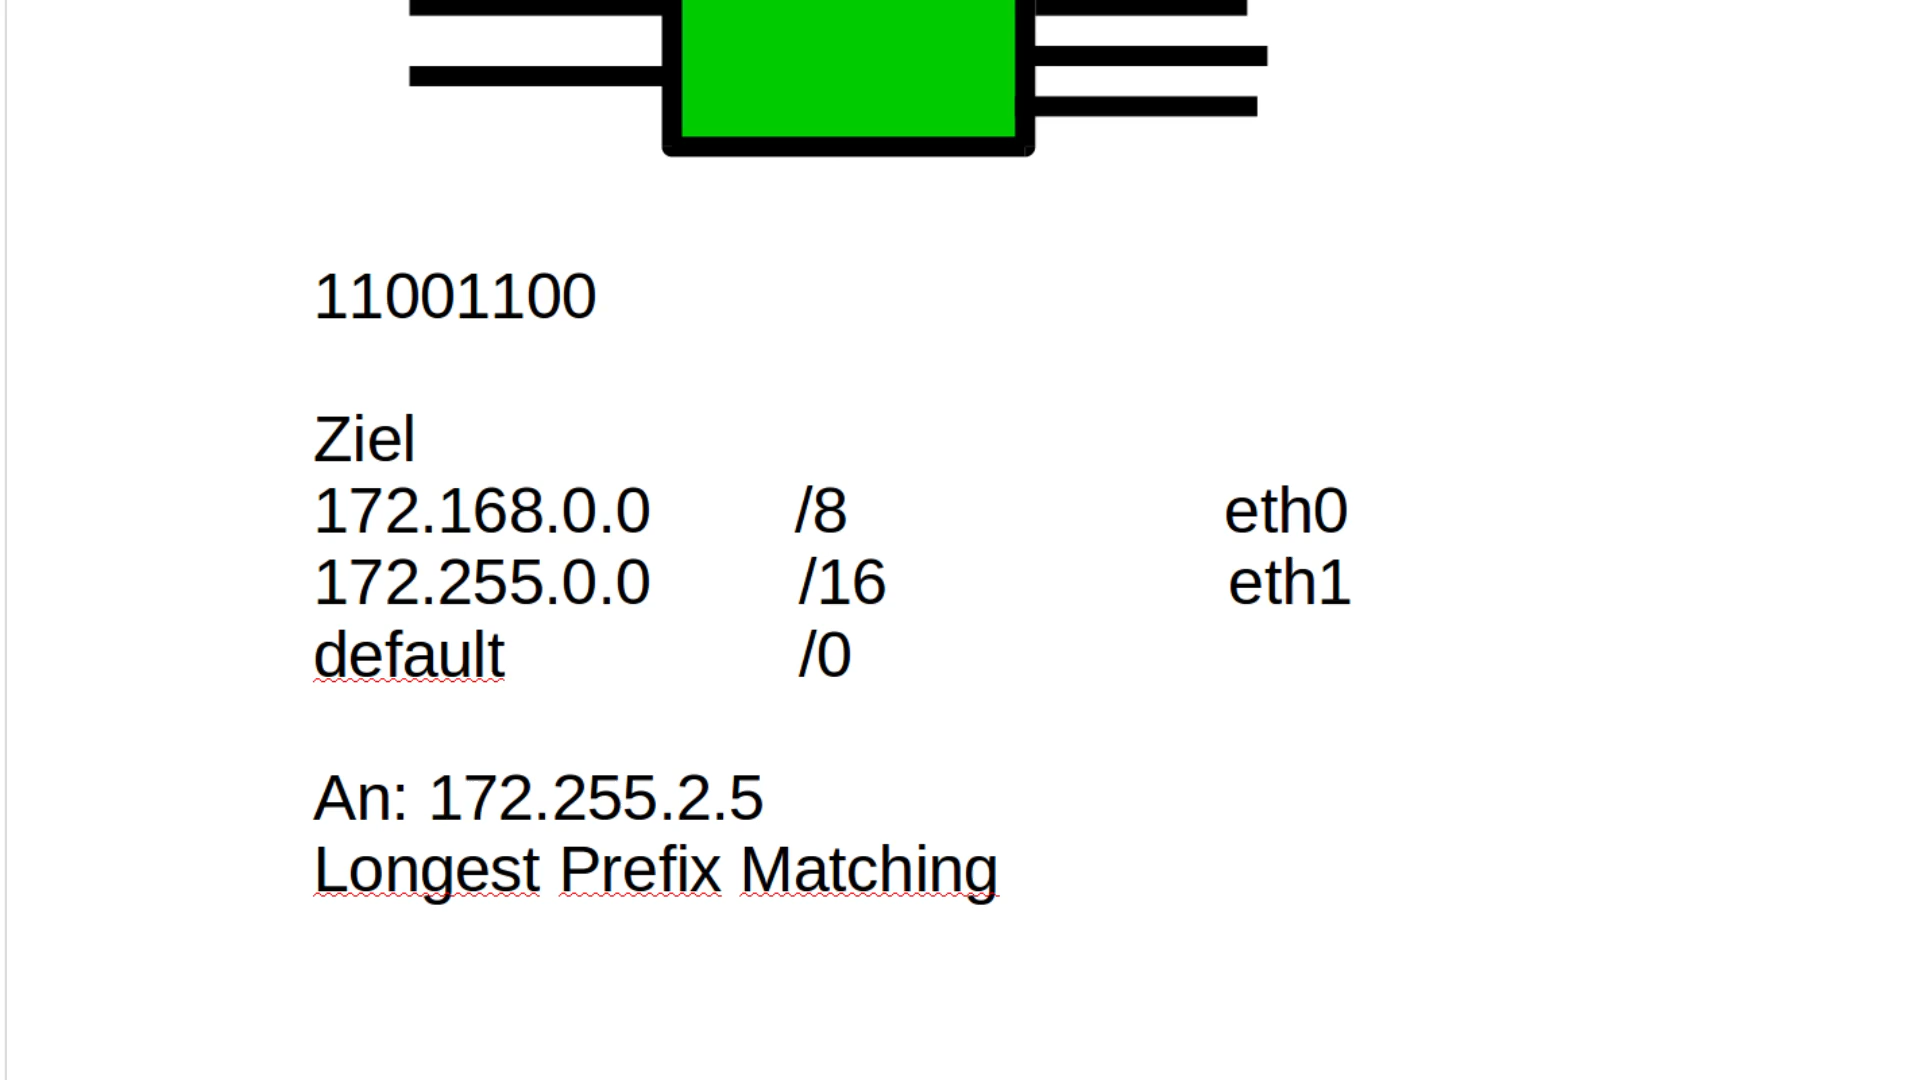 11001100
Ziel
172.168.0.0 /8 eth0
172.255.0.0 /16 eth1
default /0
An: 172.255.2.5
Longest Prefix Matching